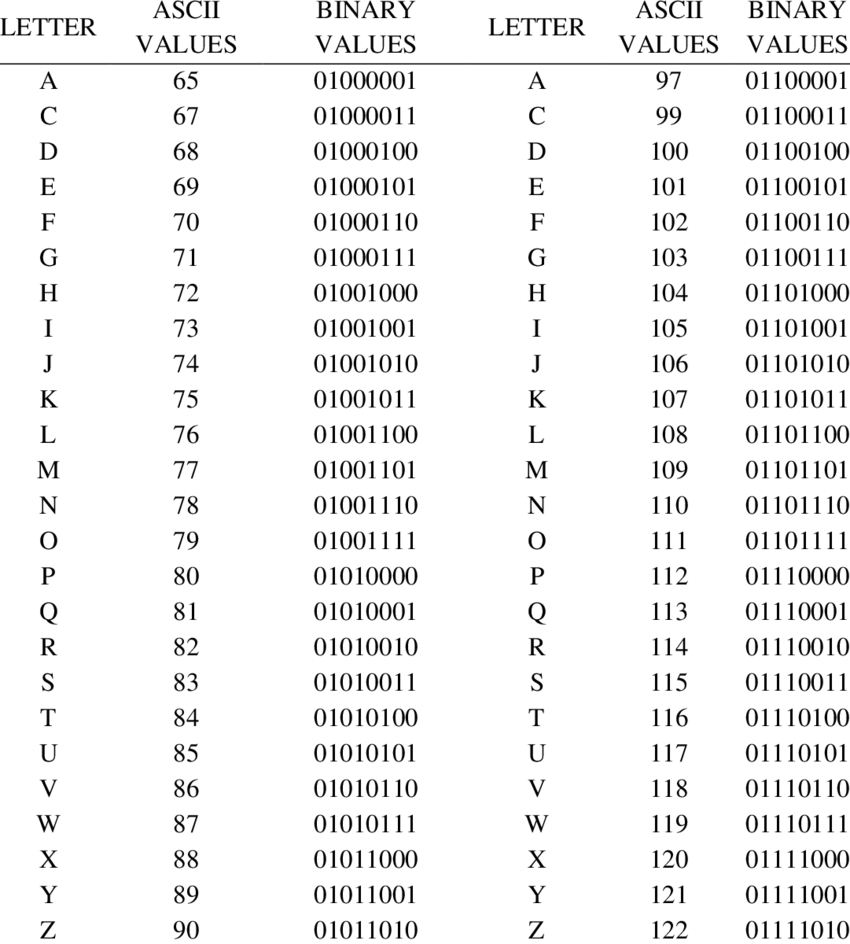 LETTER ASCII VALUES BINARY VALUES LETTER ASCII VALUES BINARY VALUES
A 65 01000001 A 97 01100001
C 67 01000011 C 99 01100011
D 68 01000100 D 100 01100100
E 69 01000101 E 101 01100101
F 70 01000110 F 102 01100110
G 71 01000111 G 103 01100111
H 72 01001000 H 104 01101000
I 73 01001001 I 105 01101001
J 74 01001010 J 106 01101010
K 75 01001011 K 107 01101011
L 76 01001100 L 108 01101100
M 77 01001101 M 109 01101101
N 78 01001110 N 110 01101110
O 79 01001111 O 111 01101111
P 80 01010000 P 112 01110000
Q 81 01010001 Q 113 01110001
R 82 01010010 R 114 01110010
S 83 01010011 S 115 01110011
T 84 01010100 T 116 01110100
U 85 01010101 U 117 01110101
V 86 01010110 V 118 01110110
W 87 01010111 W 119 01110111
X 88 01011000 X 120 01111000
Y 89 01011001 Y 121 01111001
Z 90 01011010 Z 122 01111010